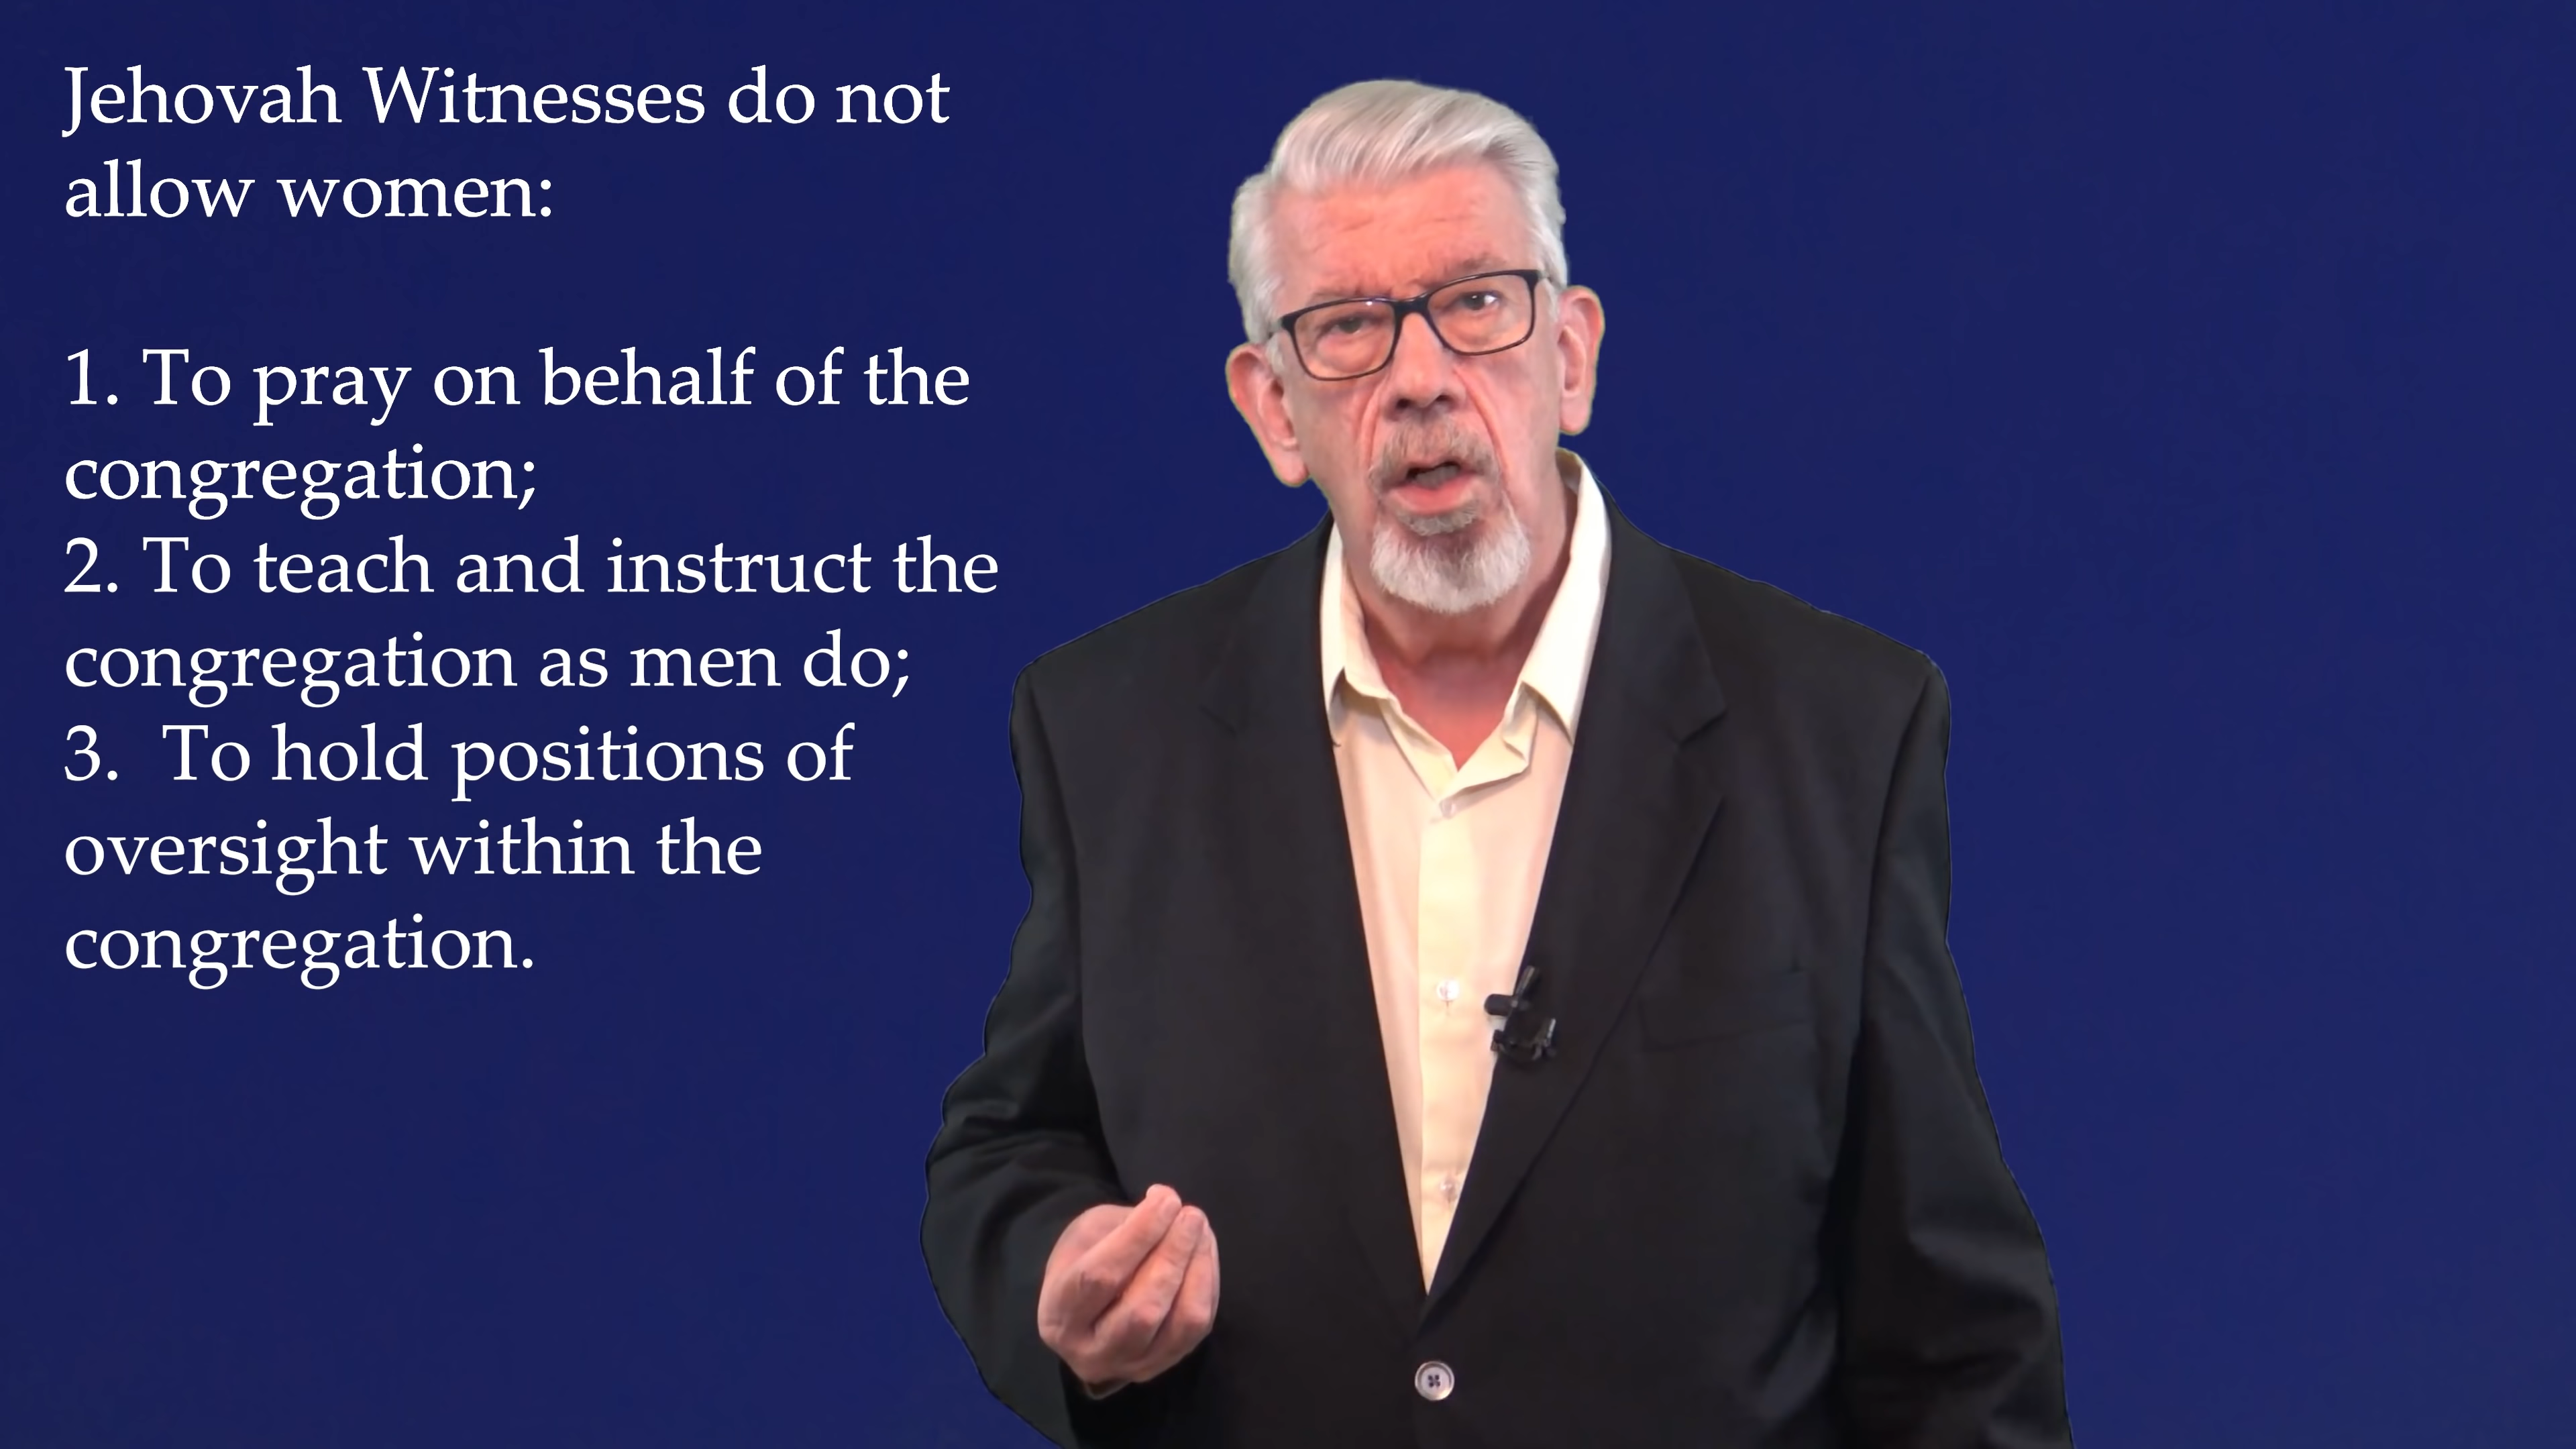 Jehovah Witnesses do not
allow women:
1. To pray on behalf of the
congregation;
2. To teach and instruct the
congregation as men do;
3.  To hold positions of
oversight within the
congregation.